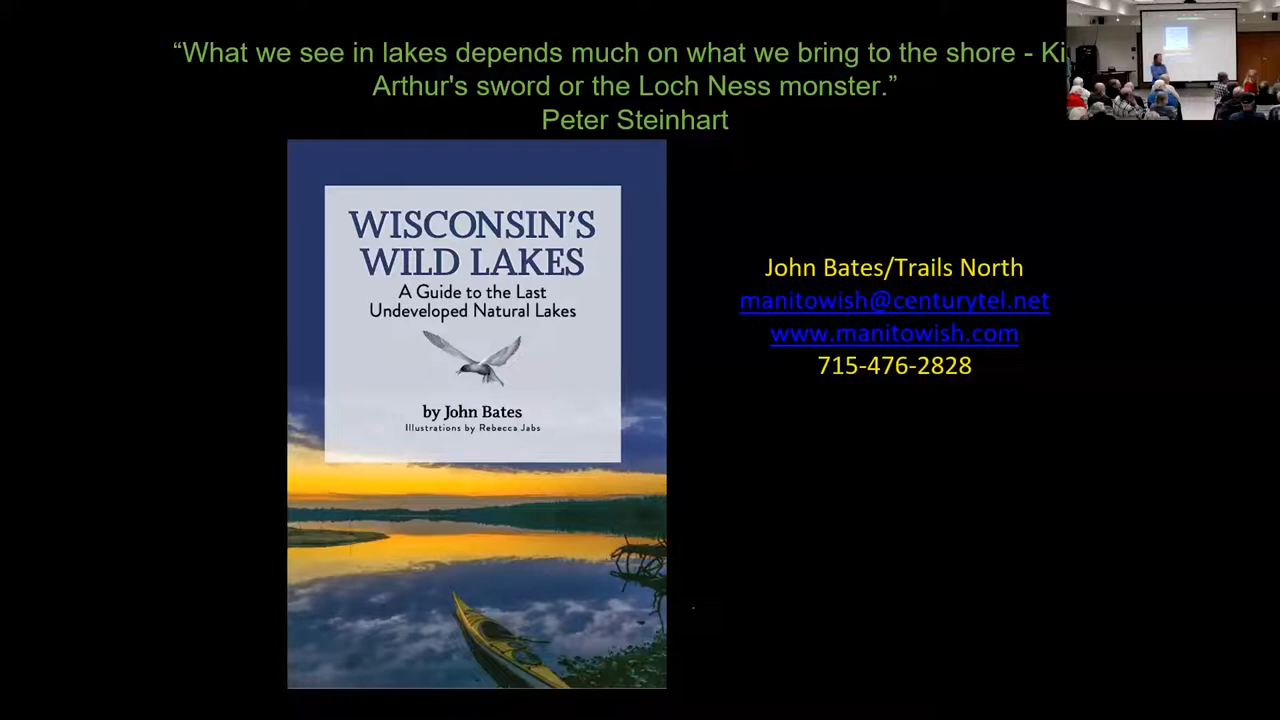 “What we see in lakes depends much on what we bring to the shore - Ki
Arthur's sword or the Loch Ness monster.”
Peter Steinhart
WISCONSIN'S
WILD LAKES
A Guide to the Last
Undeveloped Natural Lakes
by John Bates
Illustrations by Rebecca Jabs
John Bates/Trails North
manitowish@centurytel.net
www.manitowish.com
715-476-2828